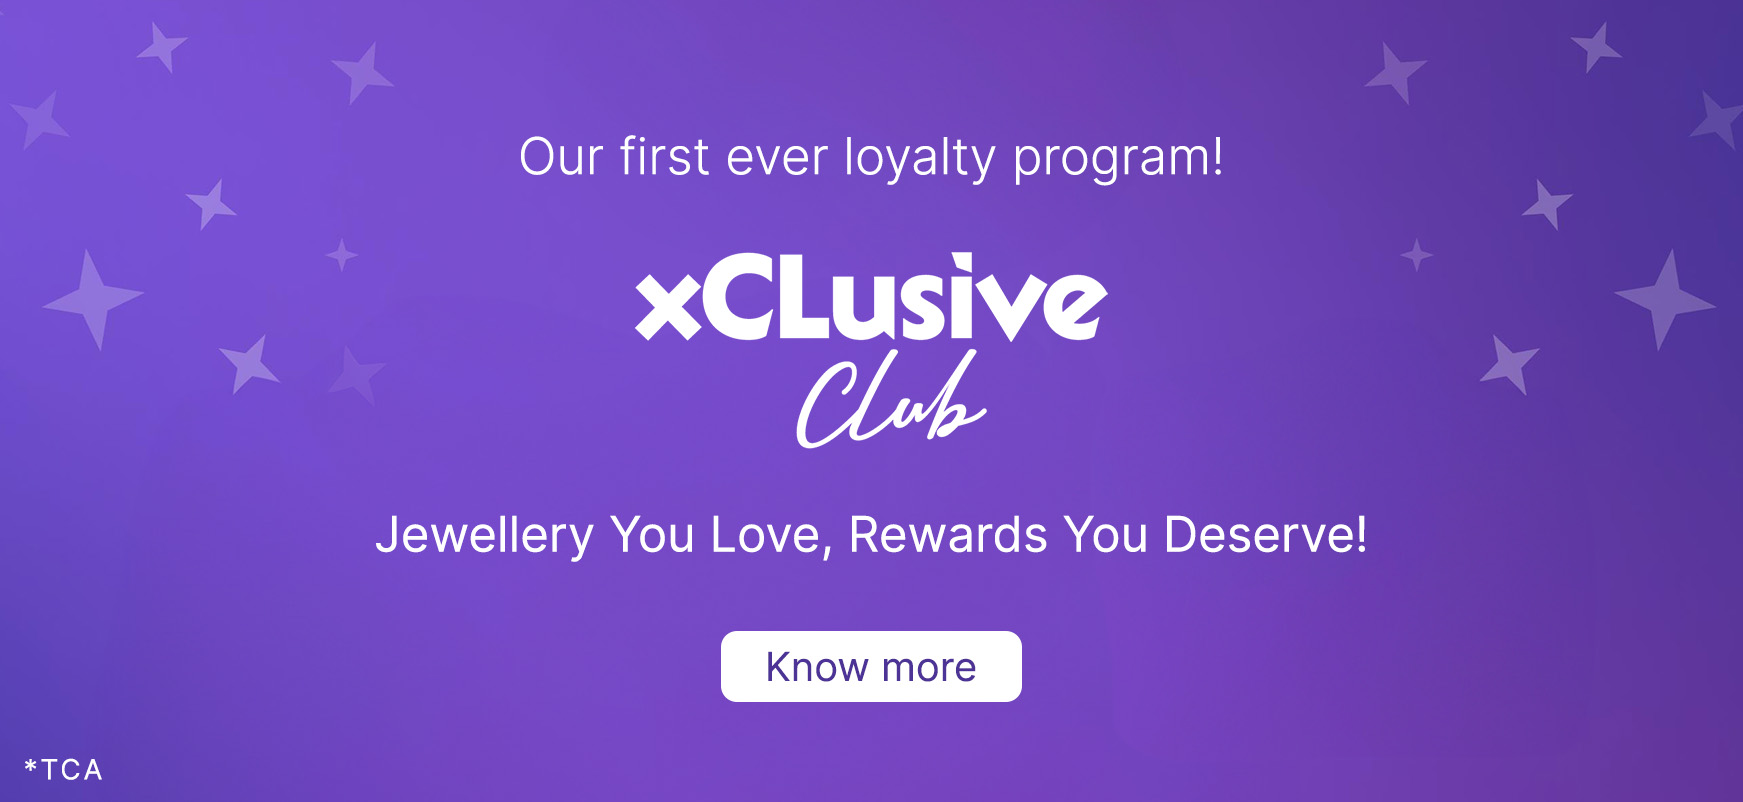 Our first ever loyalty program!
xCLusive
Club
Jewellery You Love, Rewards You Deserve!
Know more
*TCA